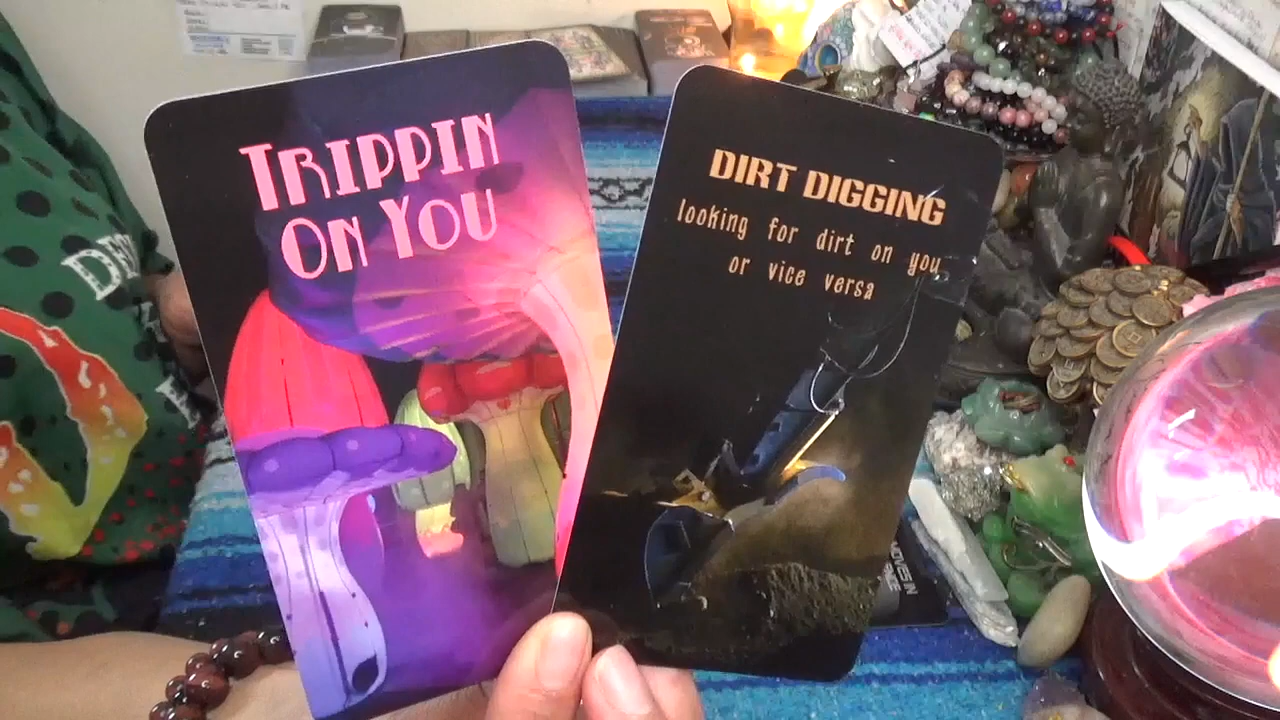 TRIPPIN
ON YOU
DIRT DIGGING
looking for dirt on you
or vice versa